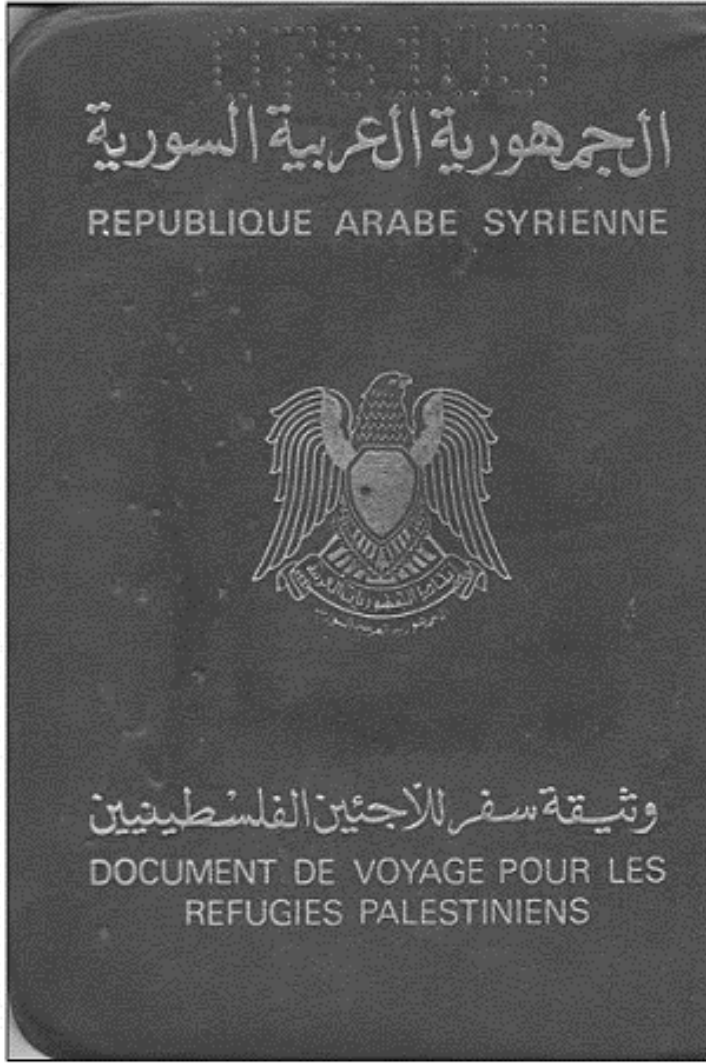 الجمهورية العربية السورية
REPUBLIQUE ARABE SYRIENNE
وثيقة سفر للاجئين الفلسطينيين
DOCUMENT DE VOYAGE POUR LES
REFUGIES PALESTINIENS